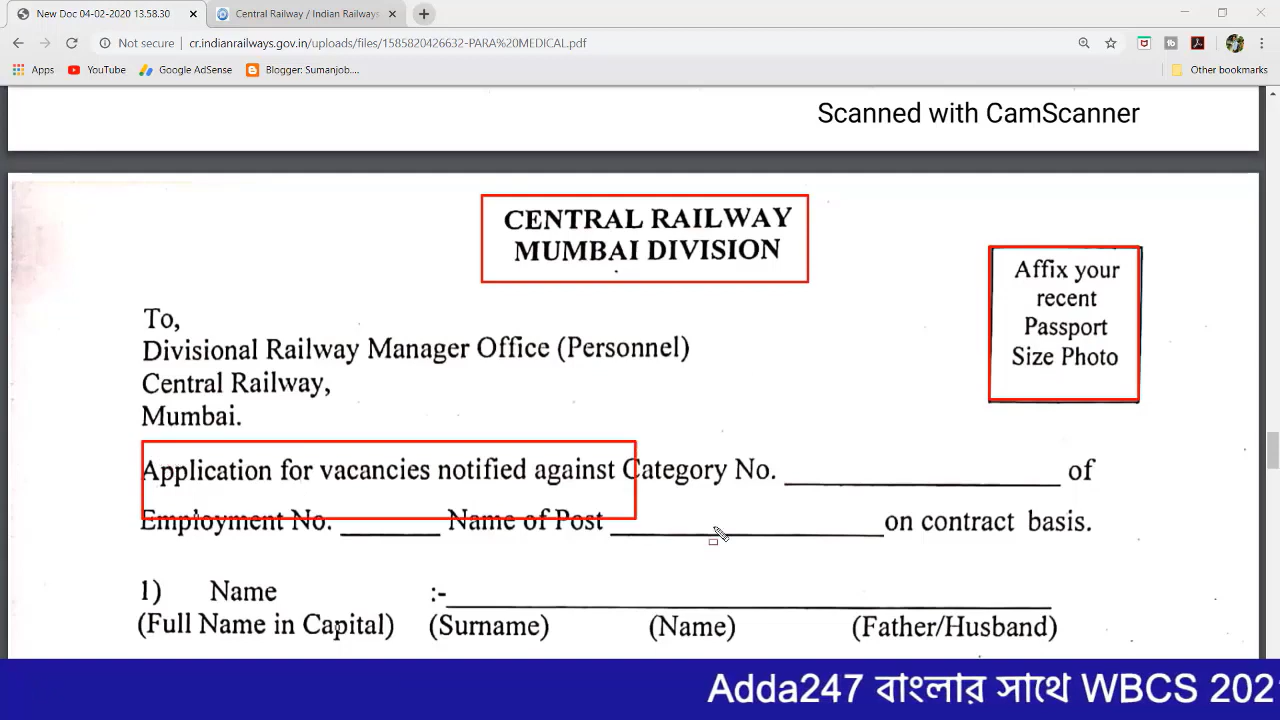 New Doc 04-02-2020 13.58.30
Central Railway / Indian Railways
Not secure
cr.indianrailways.gov.in/uploads/files/1585820426632-PARA%20MEDICAL.pdf
Apps
YouTube
Google AdSense
Blogger: Sumanjob....
Other bookmarks
Scanned with CamScanner
CENTRAL RAILWAY
MUMBAI DIVISION
Affix your
recent
Passport
Size Photo
To,
Divisional Railway Manager Office (Personnel)
Central Railway,
Mumbai.
Application for vacancies notified against Category No. ____________________ of
Employment No. _______ Name of Post ____________________ on contract basis.
1) Name :-____________________
(Full Name in Capital) (Surname) (Name) (Father/Husband)
Adda247 বাংলার সাথে WBCS 202